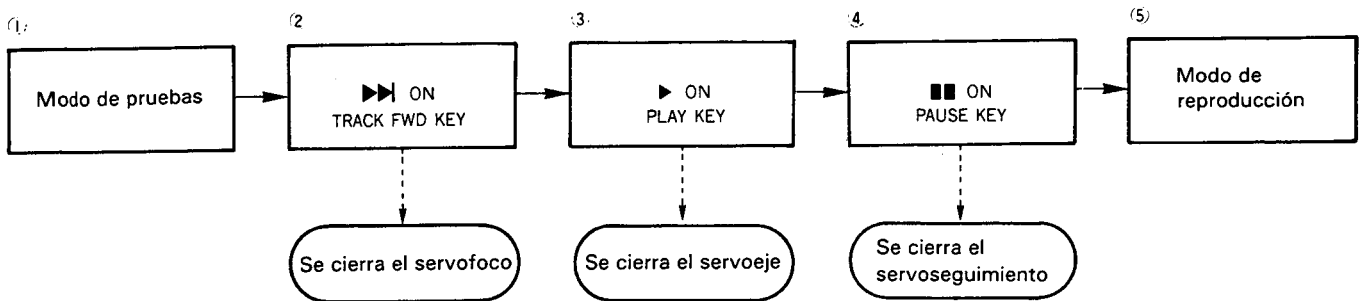 ① ② ③ ④ ⑤
Modo de pruebas
▶▶| ON
TRACK FWD KEY
▶ ON
PLAY KEY
▮▮ ON
PAUSE KEY
Modo de
reproducción
Se cierra el servofoco
Se cierra el servoeje
Se cierra el
servoseguimiento